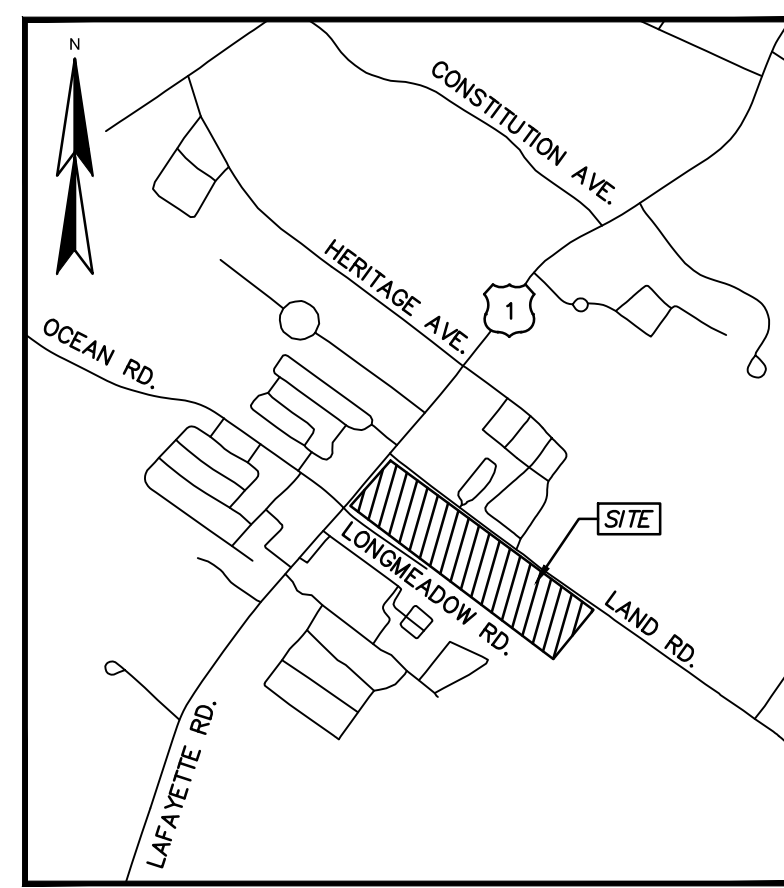 N
CONSTITUTION AVE.
HERITAGE AVE.
1
OCEAN RD.
SITE
LONGMEADOW RD.
LAND RD.
LAFAYETTE RD.